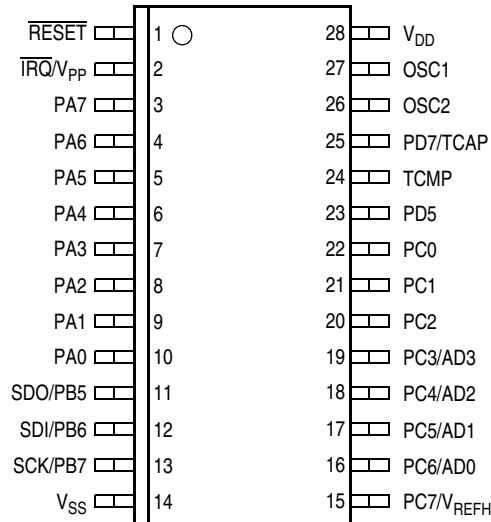 RESET 1 28 VDD
IRQ/VPP 2 27 OSC1
PA7 3 26 OSC2
PA6 4 25 PD7/TCAP
PA5 5 24 TCMP
PA4 6 23 PD5
PA3 7 22 PC0
PA2 8 21 PC1
PA1 9 20 PC2
PA0 10 19 PC3/AD3
SDO/PB5 11 18 PC4/AD2
SDI/PB6 12 17 PC5/AD1
SCK/PB7 13 16 PC6/AD0
VSS 14 15 PC7/VREFH